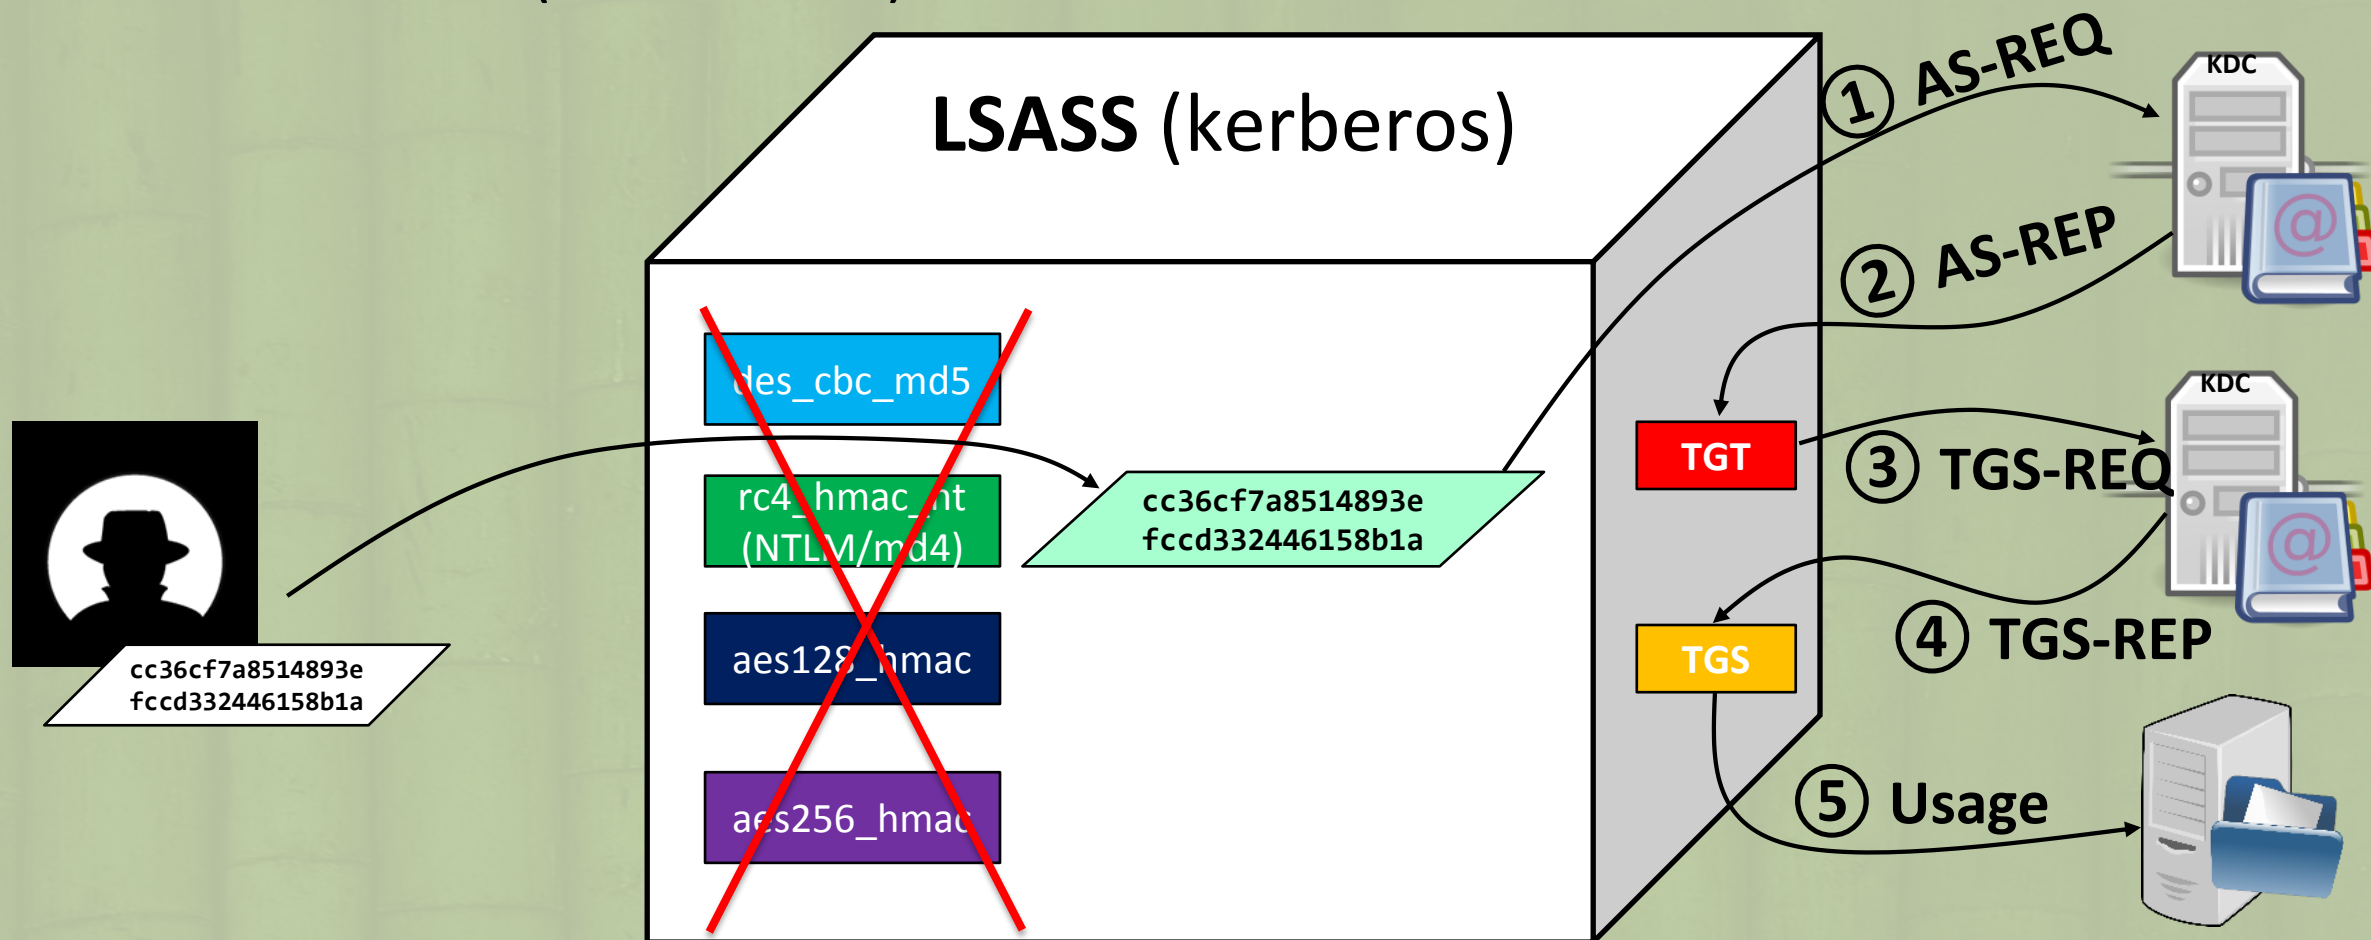 LSASS (kerberos)
① AS-REQ
KDC
② AS-REP
des_cbc_md5
KDC
TGT
③ TGS-REQ
rc4_hmac_nt
(NTLM/md4)
cc36cf7a8514893e
fccd332446158b1a
④ TGS-REP
aes128_hmac
TGS
cc36cf7a8514893e
fccd332446158b1a
aes256_hmac
⑤ Usage